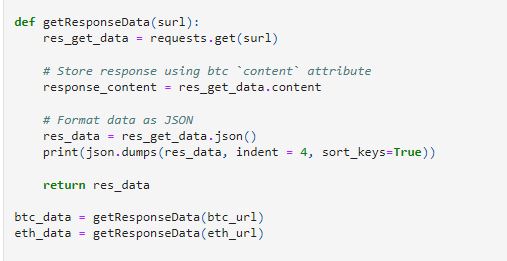 def getResponseData(surl):
    res_get_data = requests.get(surl)

    # Store response using btc `content` attribute
    response_content = res_get_data.content

    # Format data as JSON
    res_data = res_get_data.json()
    print(json.dumps(res_data, indent = 4, sort_keys=True))

    return res_data

btc_data = getResponseData(btc_url)
eth_data = getResponseData(eth_url)